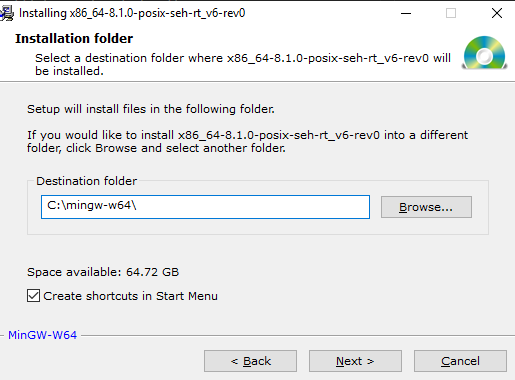 Installing x86_64-8.1.0-posix-seh-rt_v6-rev0
Installation folder
Select a destination folder where x86_64-8.1.0-posix-seh-rt_v6-rev0 will
be installed.
Setup will install files in the following folder.
If you would like to install x86_64-8.1.0-posix-seh-rt_v6-rev0 into a different
folder, click Browse and select another folder.
Destination folder
C:\mingw-w64\
Browse...
Space available: 64.72 GB
Create shortcuts in Start Menu
MinGW-W64
< Back
Next >
Cancel